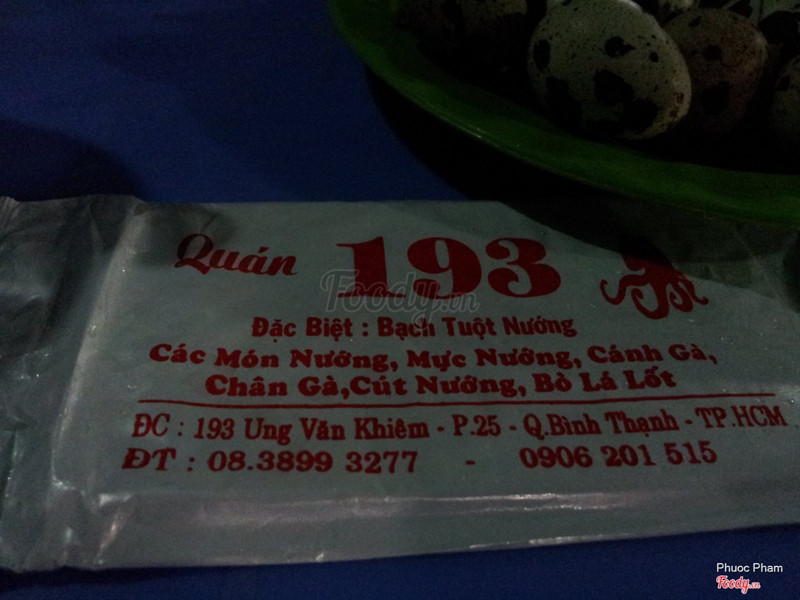 Quán 193
Foody.vn
Đặc Biệt : Bạch Tuột Nướng
Các Món Nướng, Mực Nướng, Cánh Gà,
Chân Gà,Cút Nướng, Bò Lá Lốt
ĐC : 193 Ung Văn Khiêm - P.25 - Q.Bình Thạnh - TP.HCM
ĐT : 08.3899 3277 - 0906 201 515
Phuoc Pham
Foody.vn